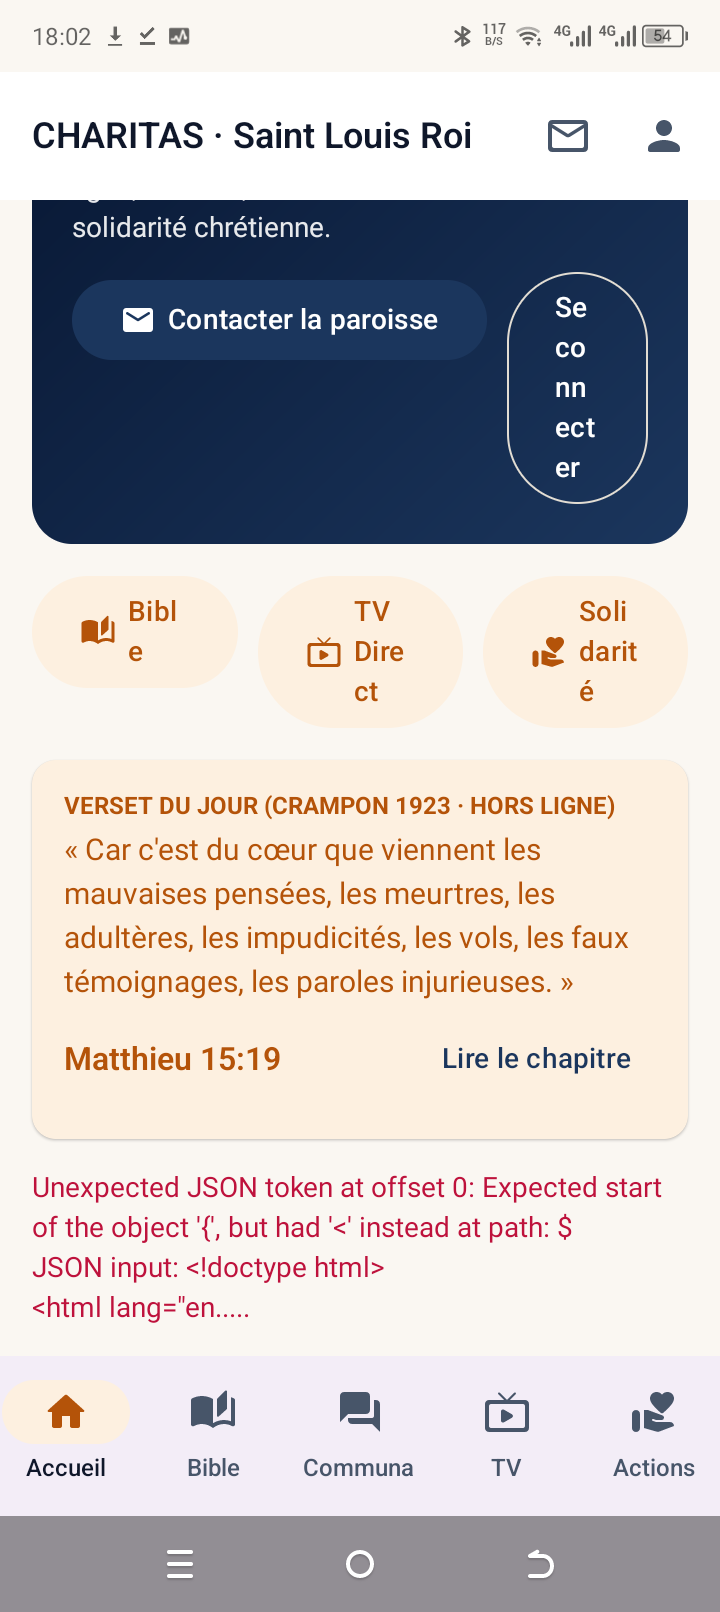 18:02
117
B/S
4G
4G
54
CHARITAS · Saint Louis Roi
solidarité chrétienne.
Contacter la paroisse
Se
co
nn
ect
er
Bibl
e
TV
Dire
ct
Soli
darit
é
VERSET DU JOUR (CRAMPON 1923 · HORS LIGNE)
« Car c'est du cœur que viennent les
mauvaises pensées, les meurtres, les
adultères, les impudicités, les vols, les faux
témoignages, les paroles injurieuses. »
Matthieu 15:19
Lire le chapitre
Unexpected JSON token at offset 0: Expected start
of the object '{', but had '<' instead at path: $
JSON input: <!doctype html>
<html lang="en.....
Accueil
Bible
Communa
TV
Actions